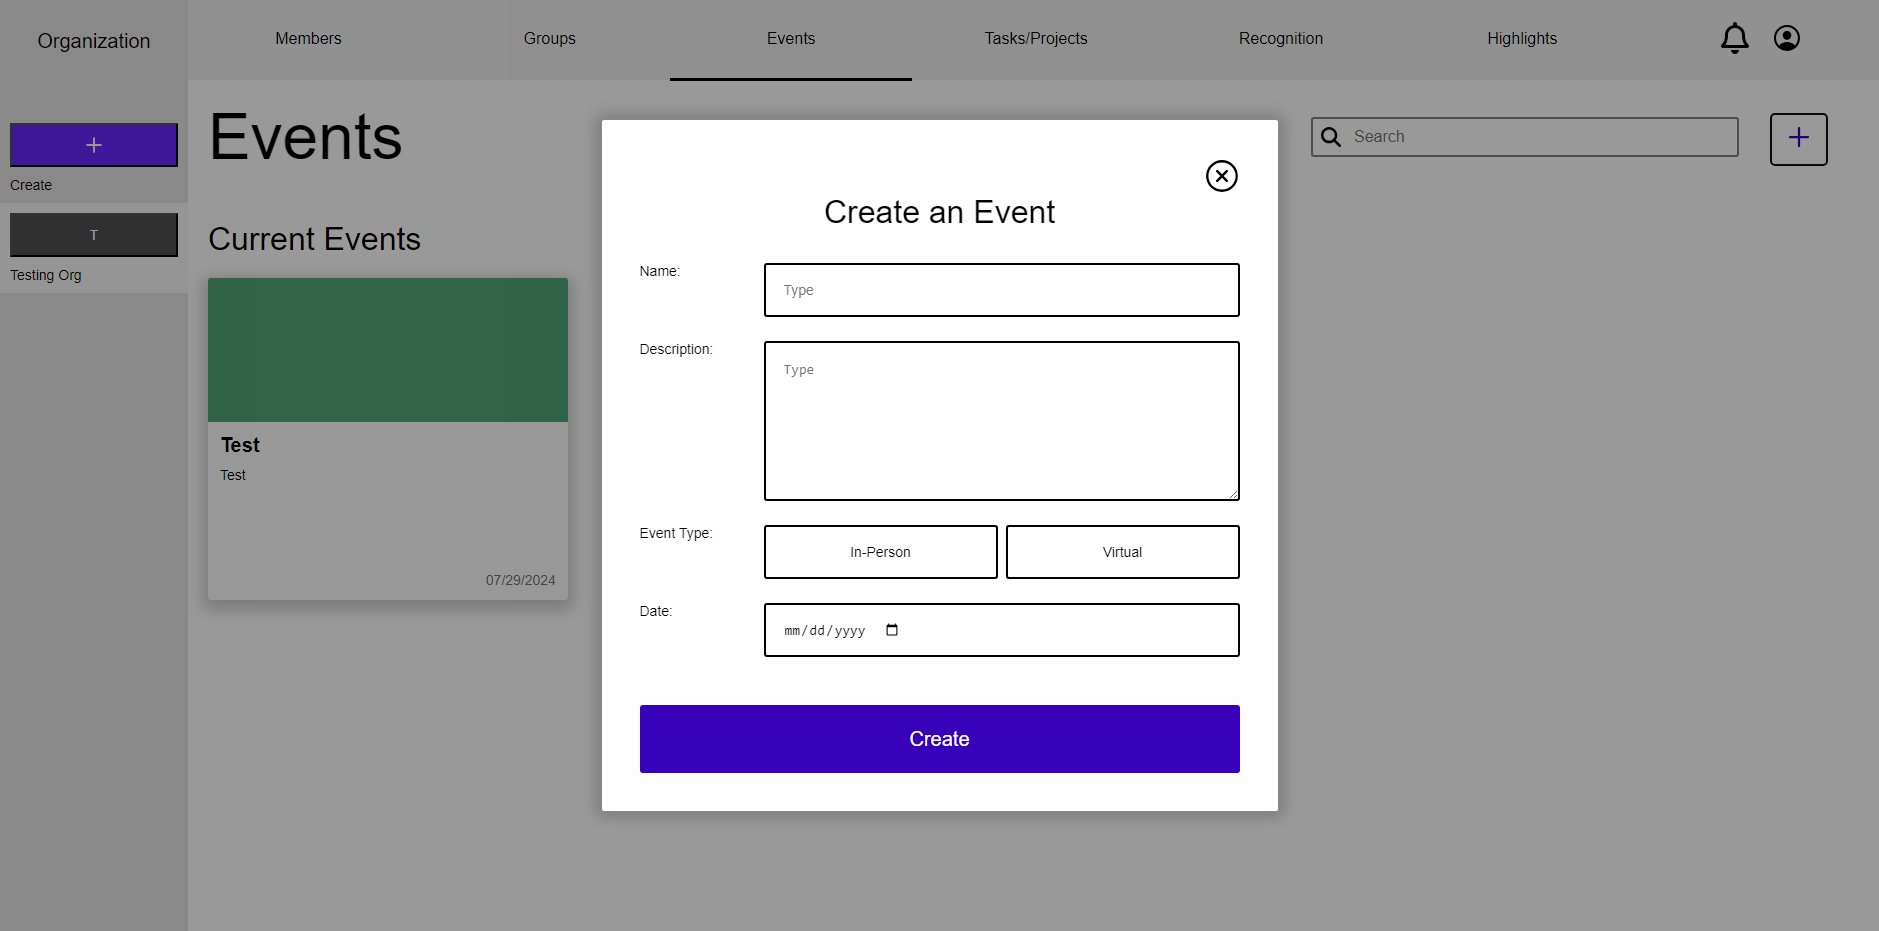 Organization
Members
Groups
Events
Tasks/Projects
Recognition
Highlights
Create
T
Testing Org
Events
Search
Current Events
Test
Test
07/29/2024
Create an Event
Name:
Type
Description:
Type
Event Type:
In-Person
Virtual
Date:
mm/dd/yyyy
Create